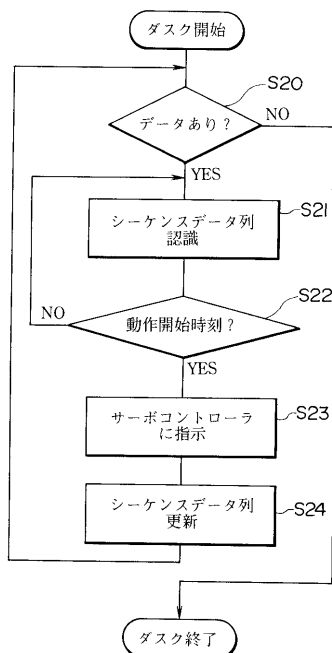 ダスク開始
S20
データあり？
NO
YES
S21
シーケンスデータ列
認識
S22
動作開始時刻？
NO
YES
サーボコントローラ
に指示
S23
シーケンスデータ列
更新
S24
ダスク終了